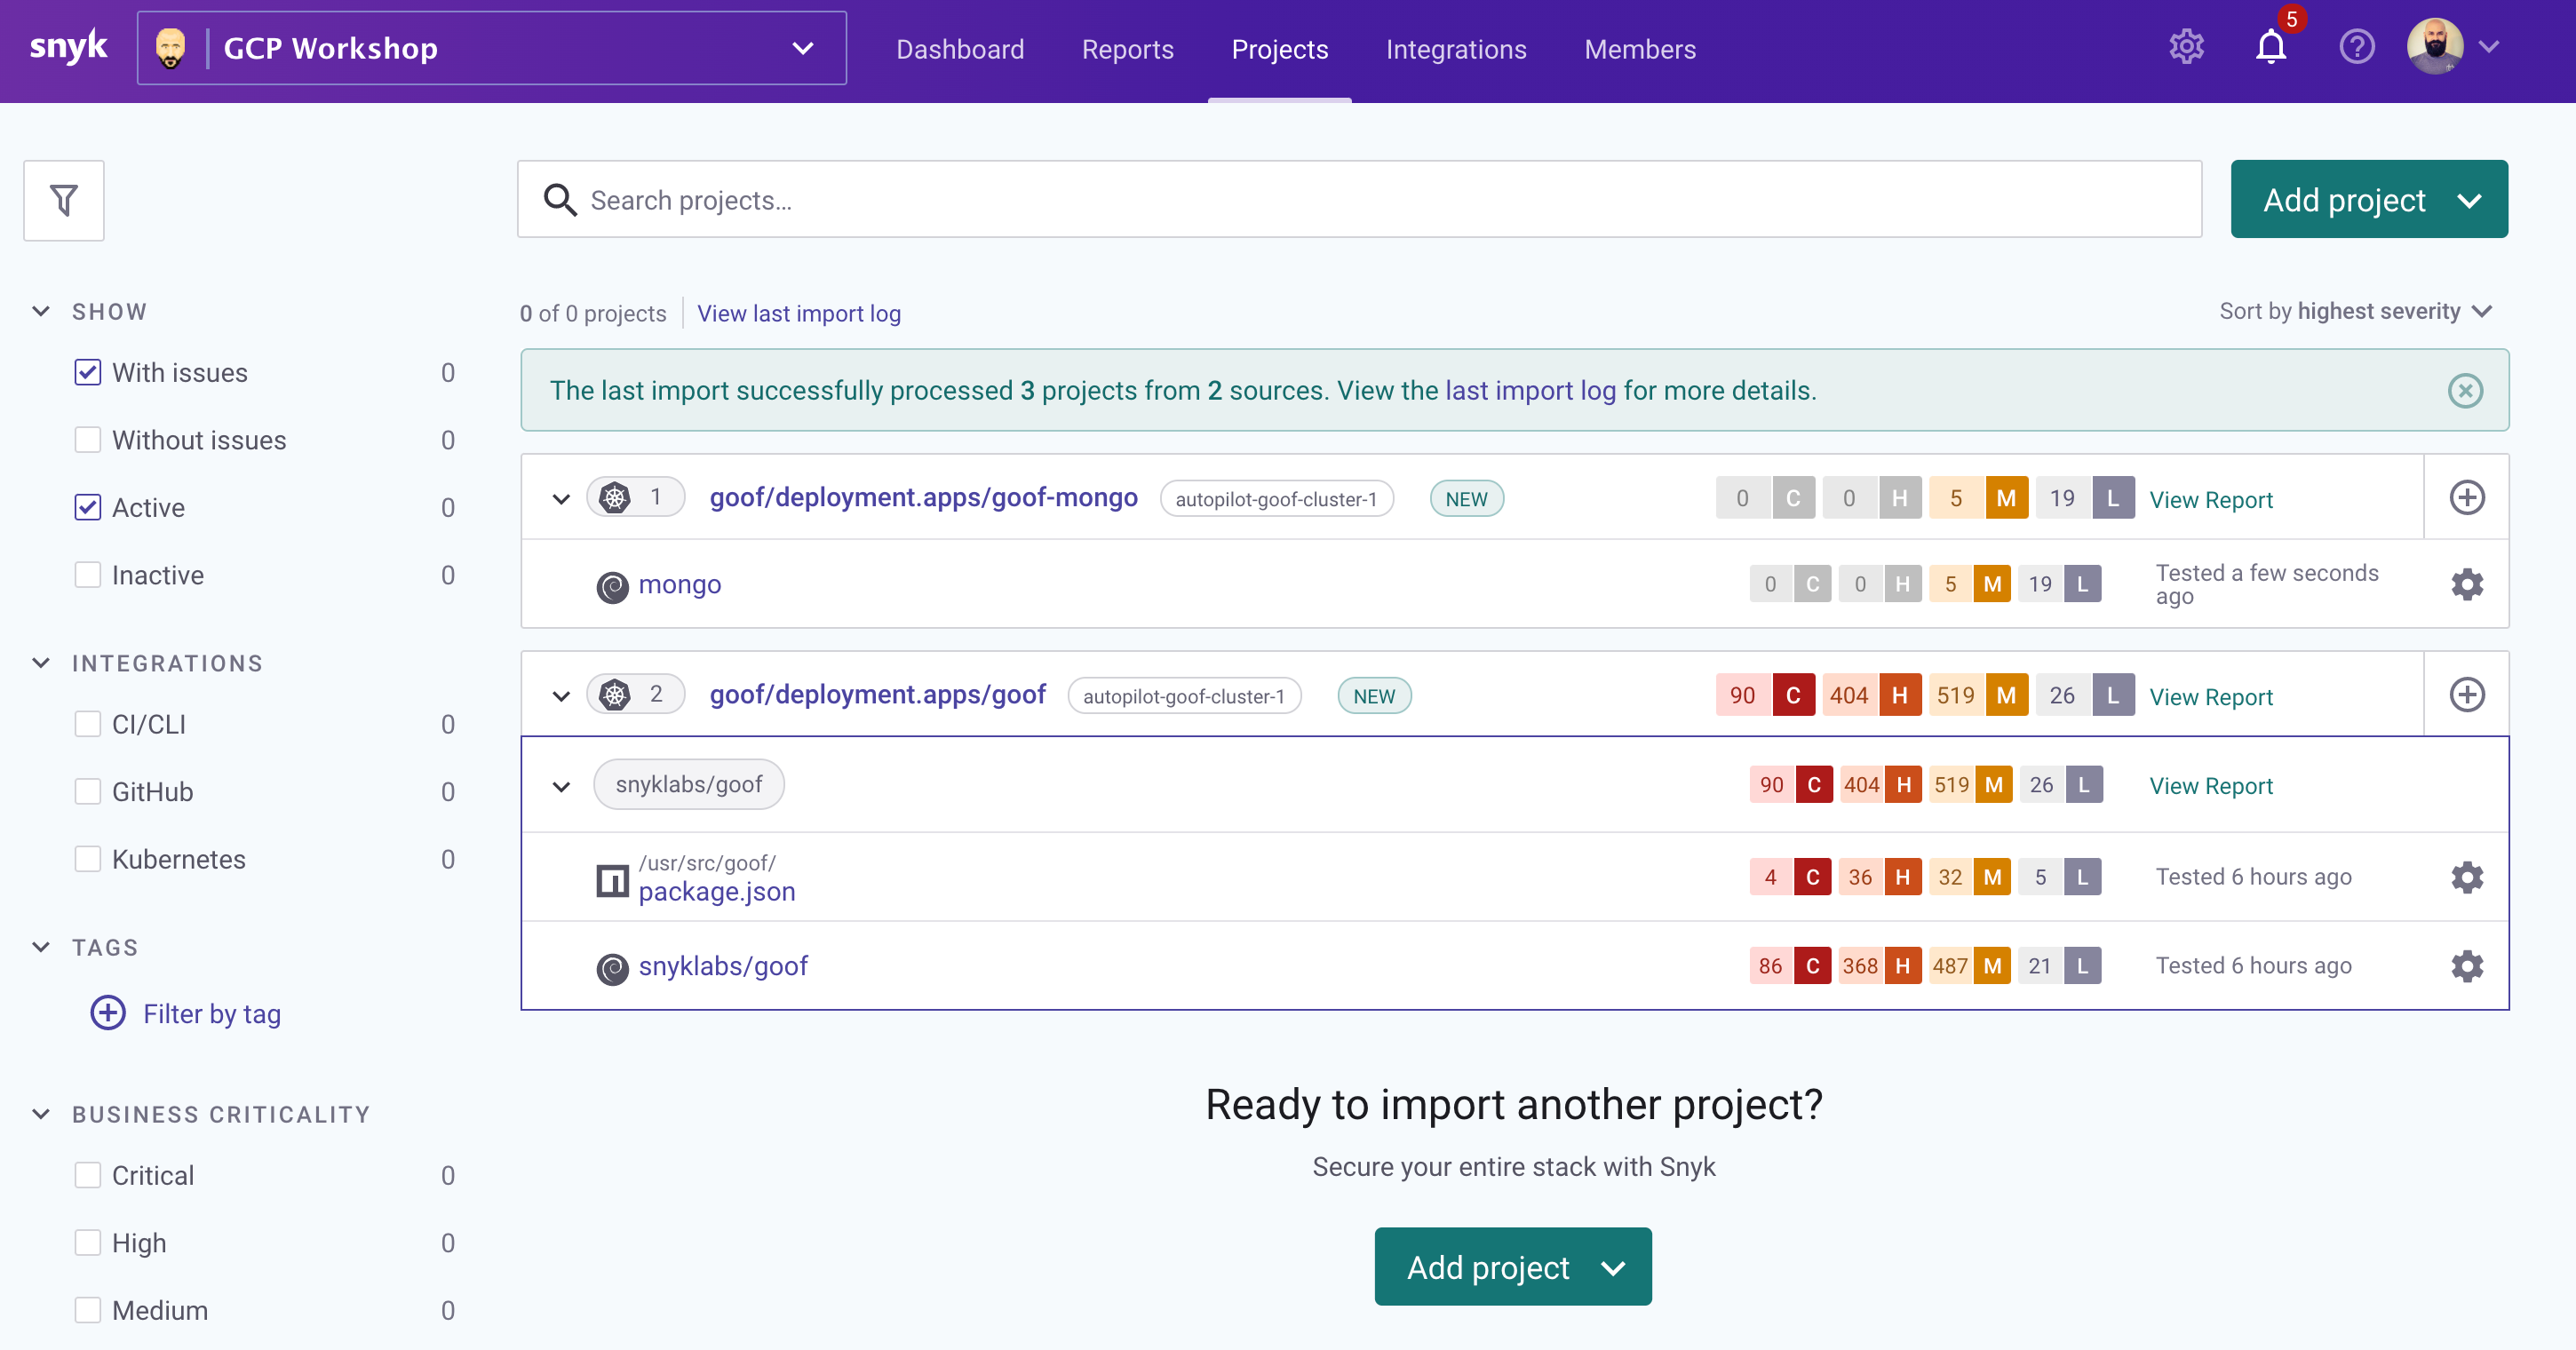 snyk GCP Workshop Dashboard Reports Projects Integrations Members 5
Search projects... Add project
0 of 0 projects View last import log Sort by highest severity
The last import successfully processed 3 projects from 2 sources. View the last import log for more details.
SHOW
With issues 0
Without issues 0
Active 0
Inactive 0
INTEGRATIONS
CI/CLI 0
GitHub 0
Kubernetes 0
TAGS
Filter by tag
BUSINESS CRITICALITY
Critical 0
High 0
Medium 0
1 goof/deployment.apps/goof-mongo autopilot-goof-cluster-1 NEW 0 C 0 H 5 M 19 L View Report
mongo 0 C 0 H 5 M 19 L Tested a few seconds
ago
2 goof/deployment.apps/goof autopilot-goof-cluster-1 NEW 90 C 404 H 519 M 26 L View Report
snyklabs/goof 90 C 404 H 519 M 26 L View Report
/usr/src/goof/
package.json 4 C 36 H 32 M 5 L Tested 6 hours ago
snyklabs/goof 86 C 368 H 487 M 21 L Tested 6 hours ago
Ready to import another project?
Secure your entire stack with Snyk
Add project